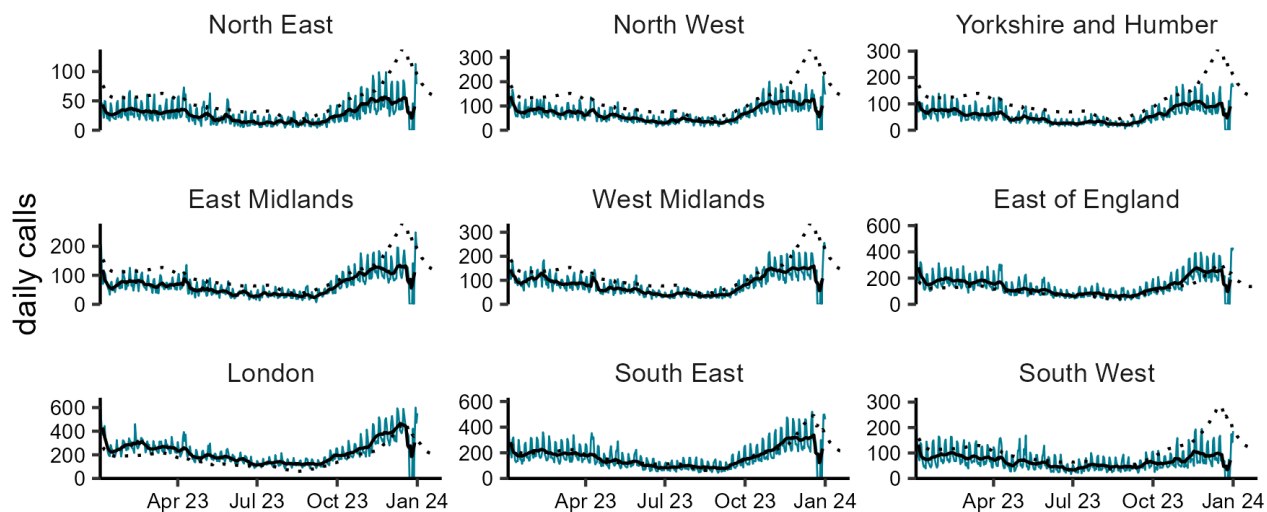 North East North West Yorkshire and Humber
100 300 300
50 200 200
0 100 100
0 0
East Midlands West Midlands East of England
daily calls
200 300 600
100 200 400
0 100 200
0 0
London South East South West
600 600 300
400 400 200
200 200 100
0 0 0
Apr 23 Jul 23 Oct 23 Jan 24 Apr 23 Jul 23 Oct 23 Jan 24 Apr 23 Jul 23 Oct 23 Jan 24